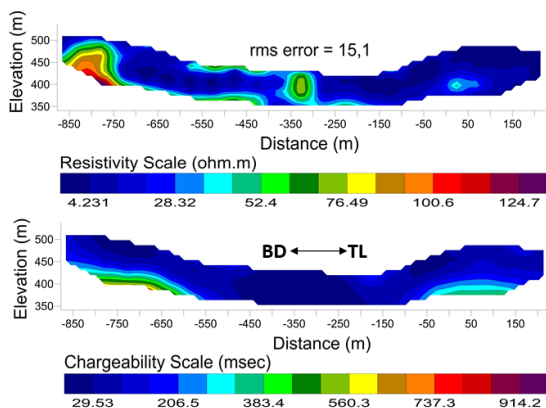 rms error = 15,1
Elevation (m)
500
450
400
350
-850 -750 -650 -550 -450 -350 -250 -150 -50 50 150
Distance (m)
Resistivity Scale (ohm.m)
4.231 28.32 52.4 76.49 100.6 124.7
BD TL
Elevation (m)
500
450
400
350
-850 -750 -650 -550 -450 -350 -250 -150 -50 50 150
Distance (m)
Chargeability Scale (msec)
29.53 206.5 383.4 560.3 737.3 914.2